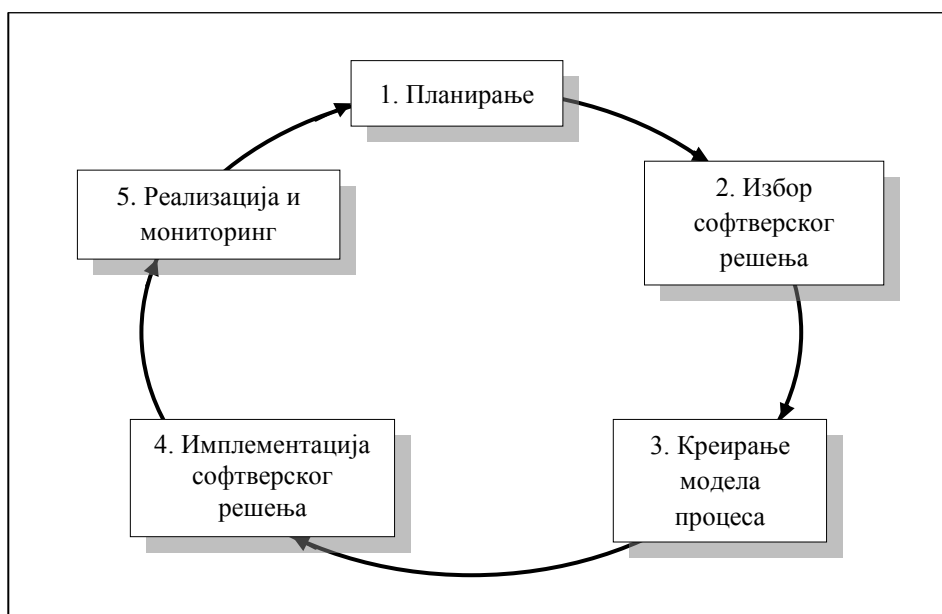 1. Планирање
2. Избор
софтверског
решења
3. Креирање
модела
процеса
4. Имплементација
софтверског
решења
5. Реализација и
мониторинг